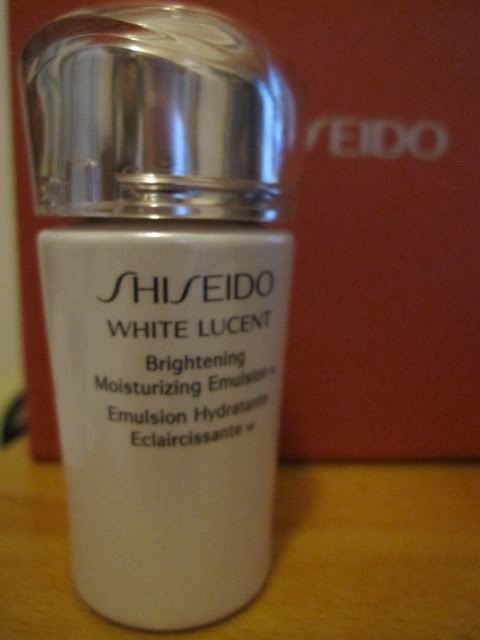 SHISEIDO
WHITE LUCENT
Brightening
Moisturizing Emulsion
Emulsion Hydratante
Eclaircissante
SEIDO